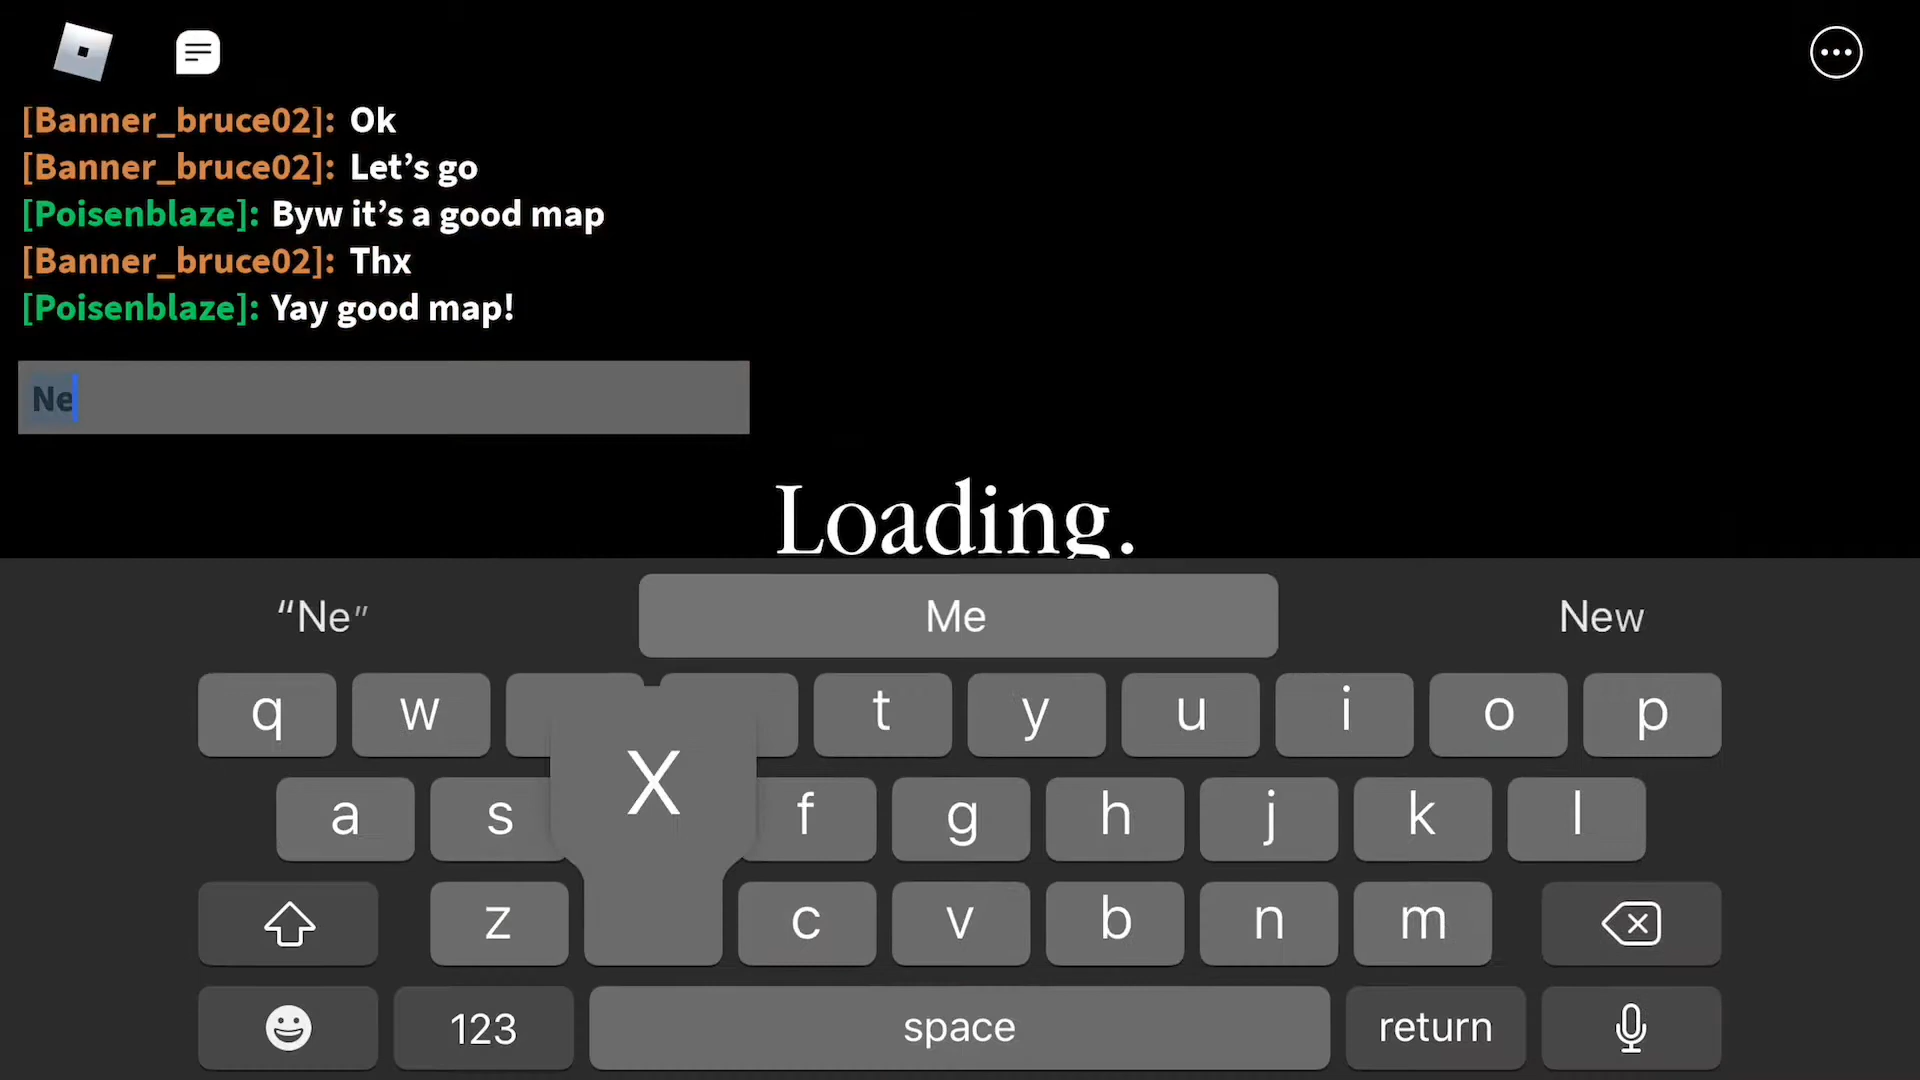 [Banner_bruce02]: Ok
[Banner_bruce02]: Let’s go
[Poisenblaze]: Byw it’s a good map
[Banner_bruce02]: Thx
[Poisenblaze]: Yay good map!
Ne
Loading.
“Ne” Me New
q w t y u i o p
a s X f g h j k l
z c v b n m
123 space return